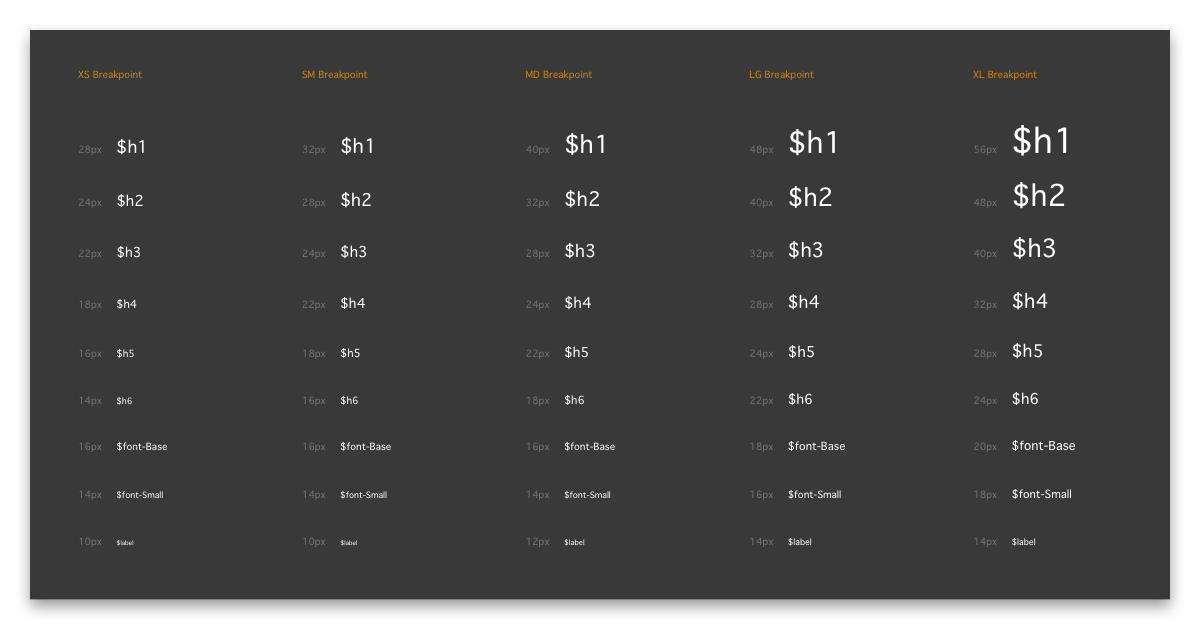 XS Breakpoint SM Breakpoint MD Breakpoint LG Breakpoint XL Breakpoint
28px $h1 32px $h1 40px $h1 48px $h1 56px $h1
24px $h2 28px $h2 32px $h2 40px $h2 48px $h2
22px $h3 24px $h3 28px $h3 32px $h3 40px $h3
18px $h4 22px $h4 24px $h4 28px $h4 32px $h4
16px $h5 18px $h5 22px $h5 24px $h5 28px $h5
14px $h6 16px $h6 18px $h6 22px $h6 24px $h6
16px $font-Base 16px $font-Base 16px $font-Base 18px $font-Base 20px $font-Base
14px $font-Small 14px $font-Small 14px $font-Small 16px $font-Small 18px $font-Small
10px $label 10px $label 12px $label 14px $label 14px $label